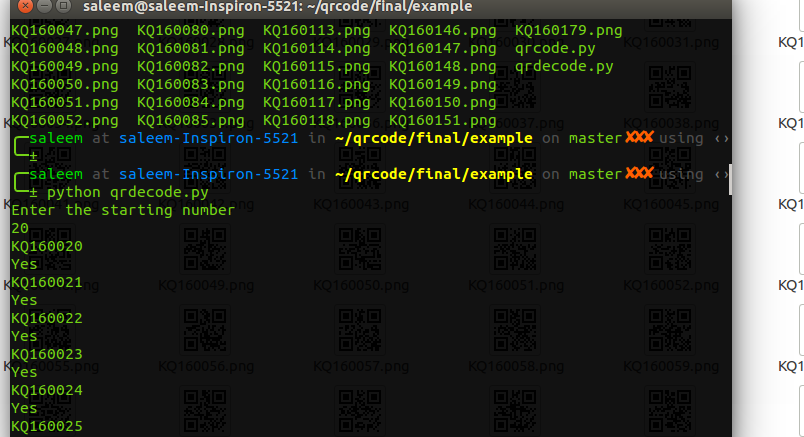 saleem@saleem-Inspiron-5521: ~/qrcode/final/example
KQ160047.png KQ160080.png KQ160113.png KQ160146.png KQ160179.png
KQ160048.png KQ160081.png KQ160114.png KQ160147.png qrcode.py
KQ160049.png KQ160082.png KQ160115.png KQ160148.png qrdecode.py
KQ160050.png KQ160083.png KQ160116.png KQ160149.png
KQ160051.png KQ160084.png KQ160117.png KQ160150.png
KQ160052.png KQ160085.png KQ160118.png KQ160151.png
saleem at saleem-Inspiron-5521 in ~/qrcode/final/example on master✘✘✘ using ‹›
±
saleem at saleem-Inspiron-5521 in ~/qrcode/final/example on master✘✘✘ using ‹›
± python qrdecode.py
Enter the starting number
20
KQ160020
Yes
KQ160021
Yes
KQ160022
Yes
KQ160023
Yes
KQ160024
Yes
KQ160025
KQ160031.png
KQ160037.png KQ160038.png
KQ160043.png KQ160044.png KQ160045.png
KQ160049.png KQ160050.png KQ160051.png KQ160052.png
KQ160055.png KQ160056.png KQ160057.png KQ160058.png KQ160059.png
KQ1
KQ1
KQ1
KQ1
KQ1